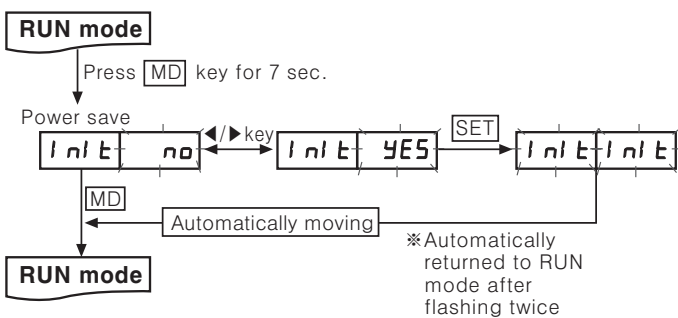 RUN mode
Press MD key for 7 sec.
Power save
InIt no
◀/▶ key
InIt YES
SET
InIt InIt
MD
Automatically moving
※Automatically
returned to RUN
mode after
flashing twice
RUN mode